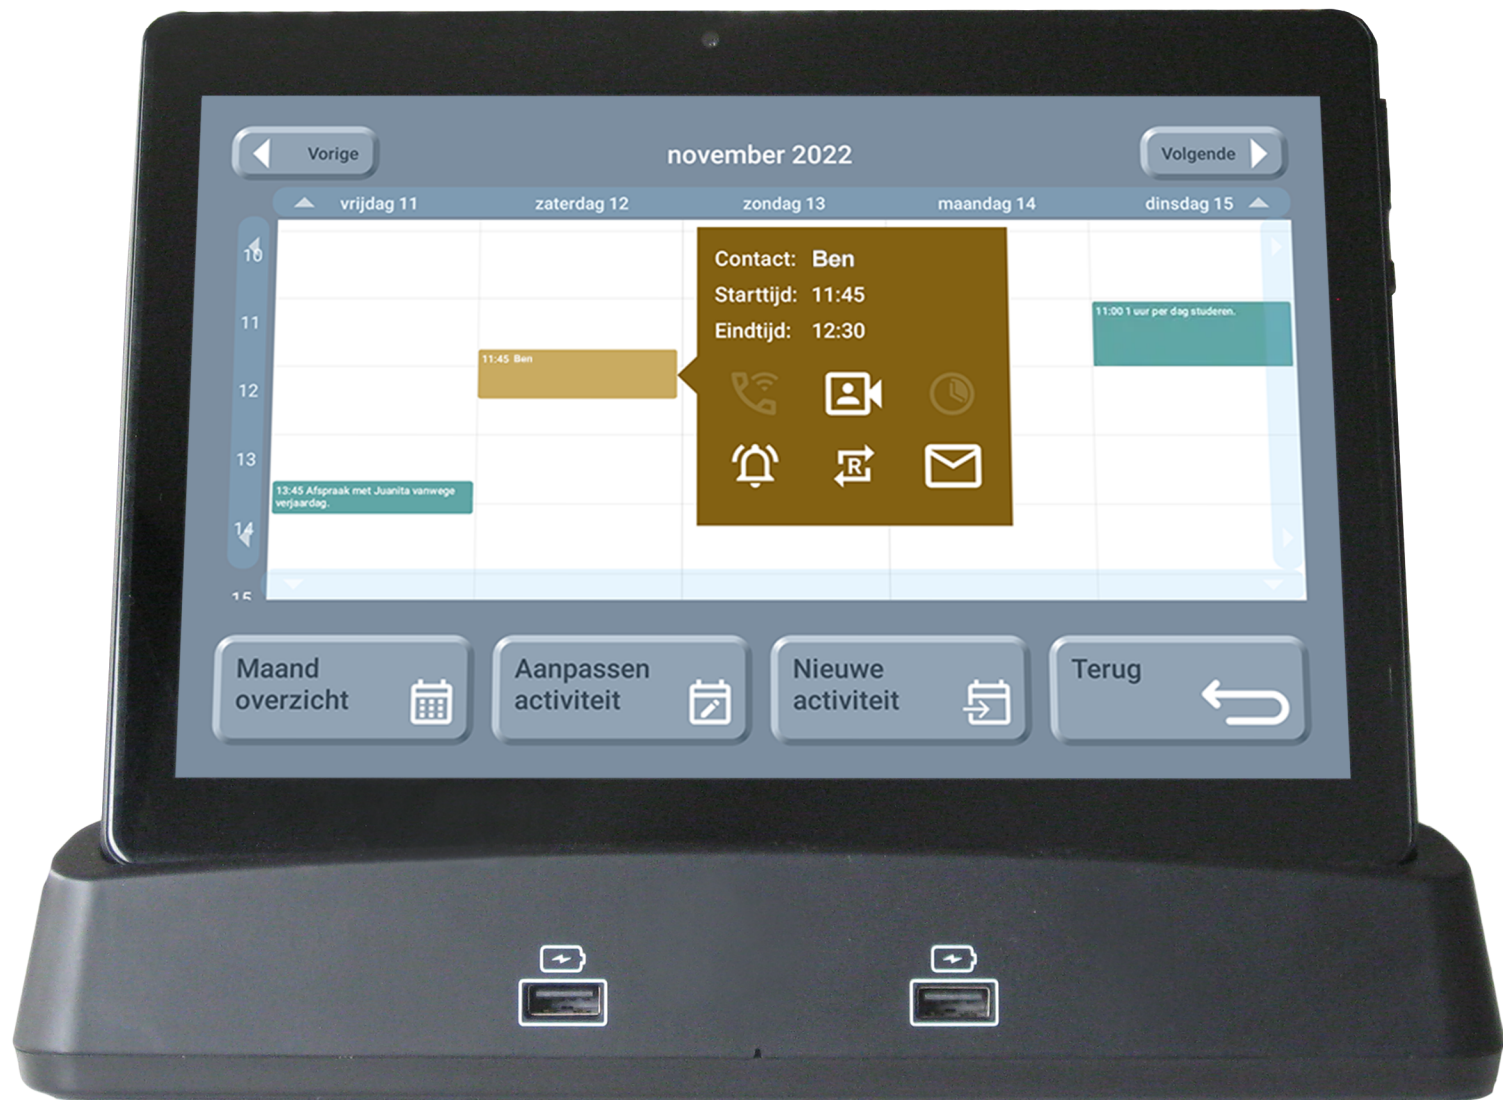 Vorige
november 2022
Volgende
vrijdag 11
zaterdag 12
zondag 13
maandag 14
dinsdag 15
10
11
12
13
14
15
11:45 Ben
13:45 Afspraak met Juanita vanwege
verjaardag.
Contact: Ben
Starttijd: 11:45
Eindtijd: 12:30
R
11:00 1 uur per dag studeren.
Maand
overzicht
Aanpassen
activiteit
Nieuwe
activiteit
Terug